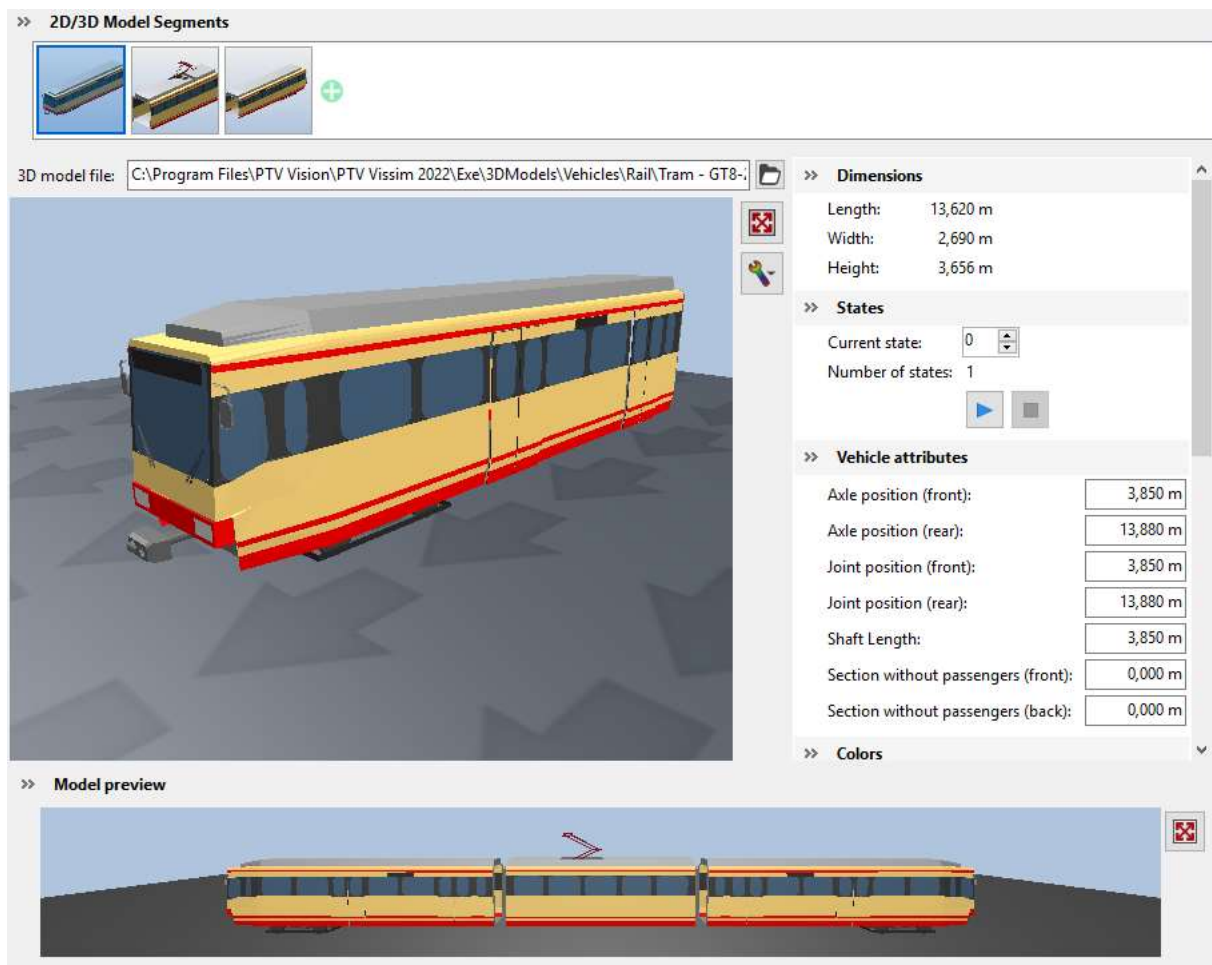 2D/3D Model Segments
3D model file: C:\Program Files\PTV Vision\PTV Vissim 2022\Exe\3DModels\Vehicles\Rail\Tram - GT8-
Dimensions
Length: 13,620 m
Width: 2,690 m
Height: 3,656 m
States
Current state: 0
Number of states: 1
Vehicle attributes
Axle position (front): 3,850 m
Axle position (rear): 13,880 m
Joint position (front): 3,850 m
Joint position (rear): 13,880 m
Shaft Length: 3,850 m
Section without passengers (front): 0,000 m
Section without passengers (back): 0,000 m
Colors
Model preview